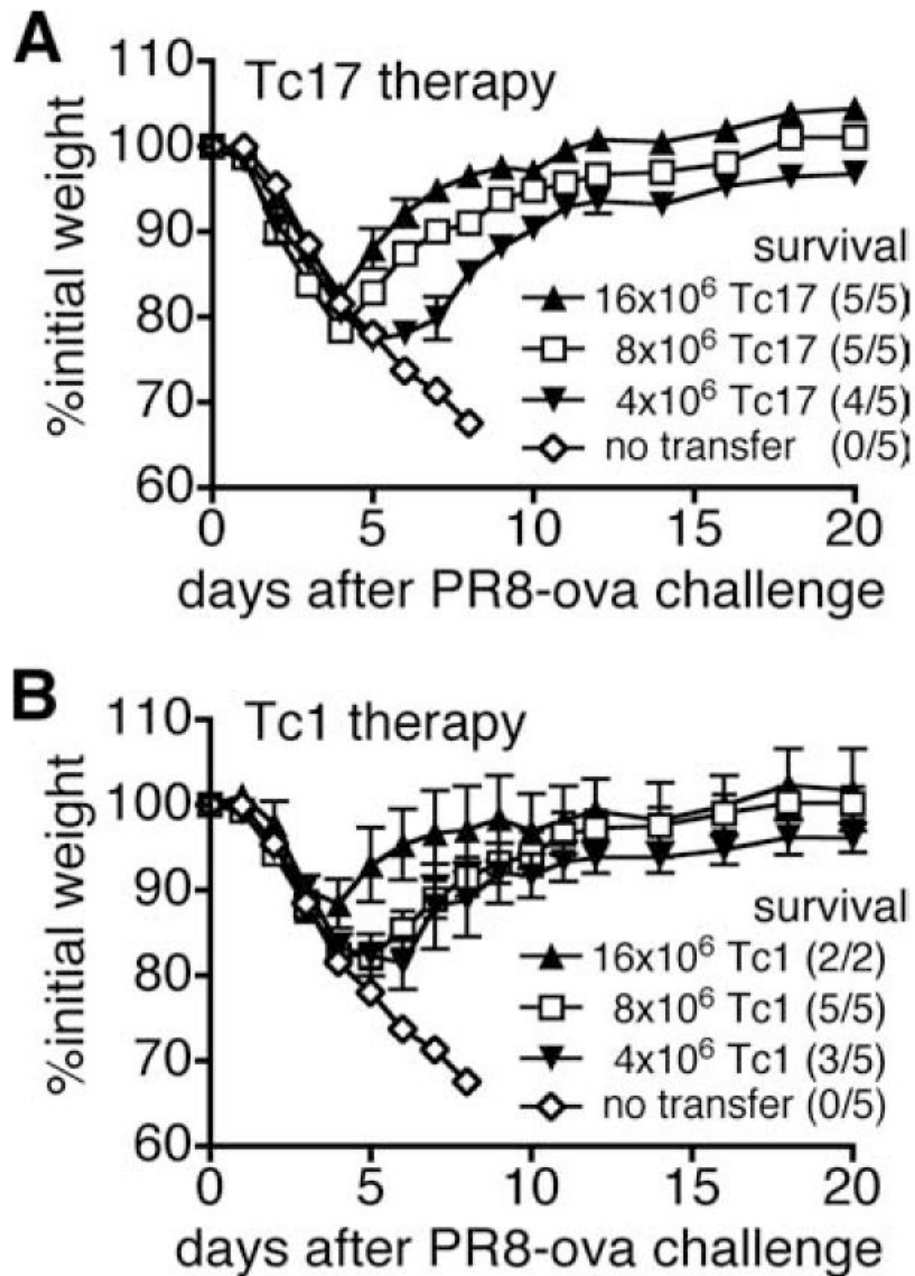 A
Tc17 therapy
%initial weight
110
100
90
80
70
60
survival
16x10⁶ Tc17 (5/5)
8x10⁶ Tc17 (5/5)
4x10⁶ Tc17 (4/5)
no transfer (0/5)
0 5 10 15 20
days after PR8-ova challenge
B
Tc1 therapy
%initial weight
110
100
90
80
70
60
survival
16x10⁶ Tc1 (2/2)
8x10⁶ Tc1 (5/5)
4x10⁶ Tc1 (3/5)
no transfer (0/5)
0 5 10 15 20
days after PR8-ova challenge